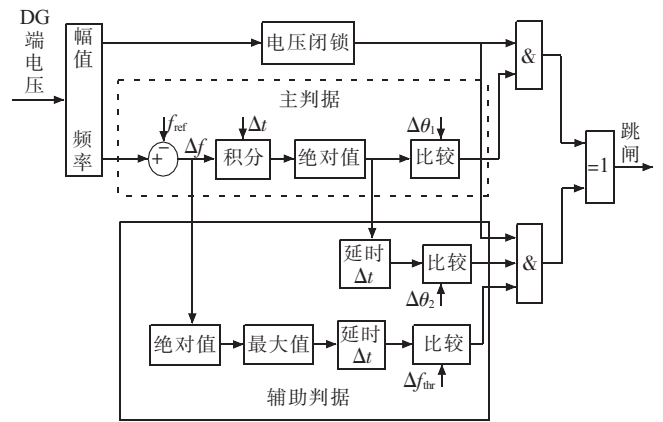 DG
端
电
压
幅
值
频
率
电压闭锁
&
主判据
f_ref
−
+
Δf
Δt
积分
绝对值
Δθ₁
比较
=1
跳
闸
延时
Δt
比较
Δθ₂
&
绝对值
最大值
延时
Δt
比较
Δf_thr
辅助判据